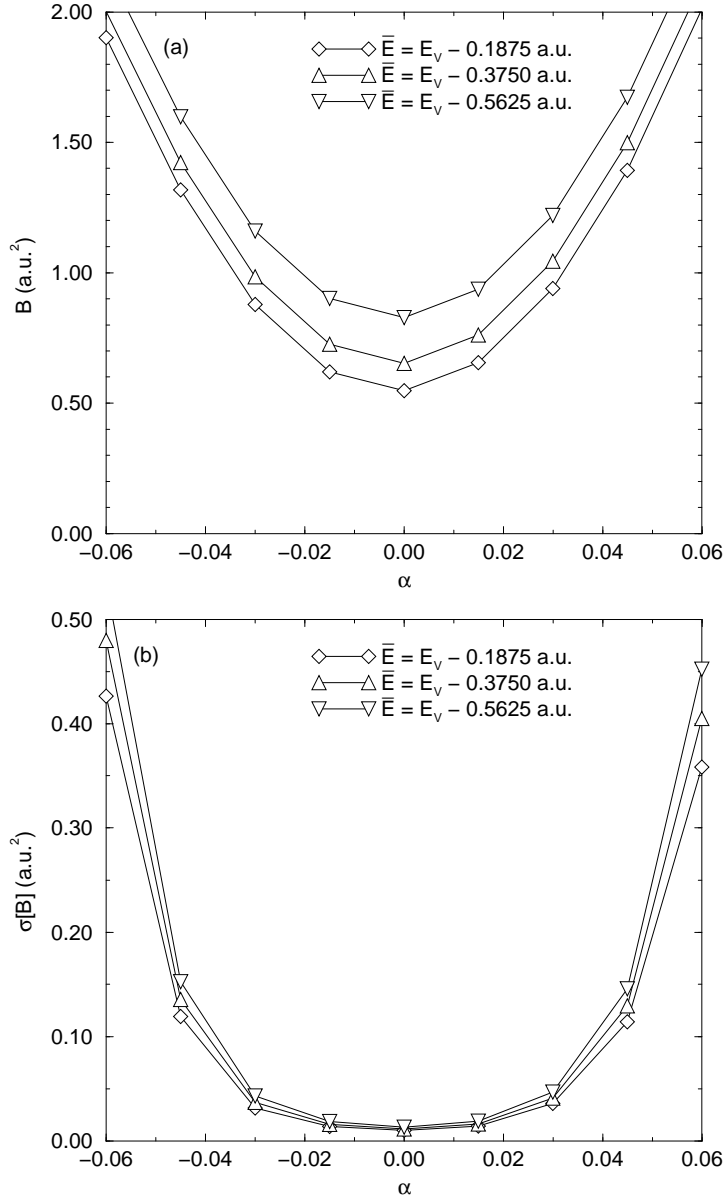 2.00
(a)
E̅ = E_V − 0.1875 a.u.
E̅ = E_V − 0.3750 a.u.
E̅ = E_V − 0.5625 a.u.
1.50
B (a.u.²)
1.00
0.50
0.00
−0.06 −0.04 −0.02 0.00 0.02 0.04 0.06
α
0.50
(b)
E̅ = E_V − 0.1875 a.u.
E̅ = E_V − 0.3750 a.u.
E̅ = E_V − 0.5625 a.u.
0.40
0.30
σ[B] (a.u.²)
0.20
0.10
0.00
−0.06 −0.04 −0.02 0.00 0.02 0.04 0.06
α